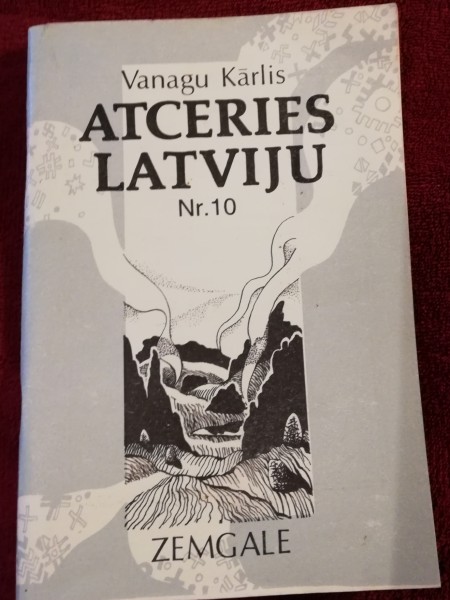 Vanagu Kārlis
ATCERIES
LATVIJU
Nr.10
ZEMGALE